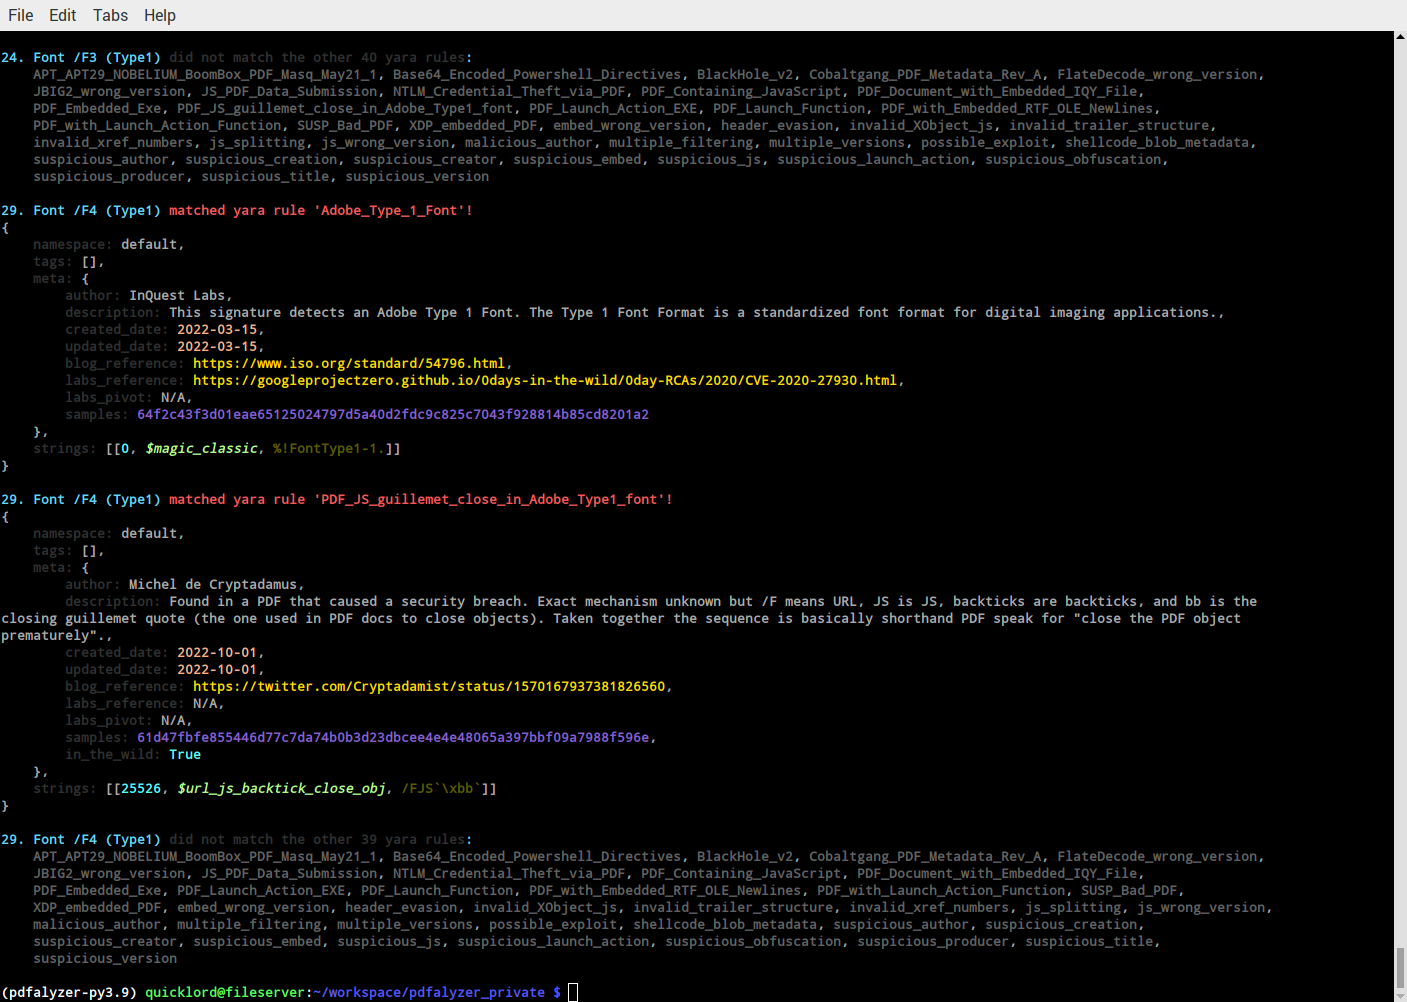 File Edit Tabs Help
24. Font /F3 (Type1) did not match the other 40 yara rules:
APT_APT29_NOBELIUM_BoomBox_PDF_Masq_May21_1, Base64_Encoded_Powershell_Directives, BlackHole_v2, Cobaltgang_PDF_Metadata_Rev_A, FlateDecode_wrong_version,
JBIG2_wrong_version, JS_PDF_Data_Submission, NTLM_Credential_Theft_via_PDF, PDF_Containing_JavaScript, PDF_Document_with_Embedded_IQY_File,
PDF_Embedded_Exe, PDF_JS_guillemet_close_in_Adobe_Type1_font, PDF_Launch_Action_EXE, PDF_Launch_Function, PDF_with_Embedded_RTF_OLE_Newlines,
PDF_with_Launch_Action_Function, SUSP_Bad_PDF, XDP_embedded_PDF, embed_wrong_version, header_evasion, invalid_XObject_js, invalid_trailer_structure,
invalid_xref_numbers, js_splitting, js_wrong_version, malicious_author, multiple_filtering, multiple_versions, possible_exploit, shellcode_blob_metadata,
suspicious_author, suspicious_creation, suspicious_creator, suspicious_embed, suspicious_js, suspicious_launch_action, suspicious_obfuscation,
suspicious_producer, suspicious_title, suspicious_version
29. Font /F4 (Type1) matched yara rule 'Adobe_Type_1_Font'!
{
namespace: default,
tags: [],
meta: {
author: InQuest Labs,
description: This signature detects an Adobe Type 1 Font. The Type 1 Font Format is a standardized font format for digital imaging applications.,
created_date: 2022-03-15,
updated_date: 2022-03-15,
blog_reference: https://www.iso.org/standard/54796.html,
labs_reference: https://googleprojectzero.github.io/0days-in-the-wild/0day-RCAs/2020/CVE-2020-27930.html,
labs_pivot: N/A,
samples: 64f2c43f3d01eae65125024797d5a40d2fdc9c825c7043f928814b85cd8201a2
},
strings: [[0, $magic_classic, %!FontType1-1.]]
}
29. Font /F4 (Type1) matched yara rule 'PDF_JS_guillemet_close_in_Adobe_Type1_font'!
{
namespace: default,
tags: [],
meta: {
author: Michel de Cryptadamus,
description: Found in a PDF that caused a security breach. Exact mechanism unknown but /F means URL, JS is JS, backticks are backticks, and bb is the
closing guillemet quote (the one used in PDF docs to close objects). Taken together the sequence is basically shorthand PDF speak for "close the PDF object
prematurely".,
created_date: 2022-10-01,
updated_date: 2022-10-01,
blog_reference: https://twitter.com/Cryptadamist/status/1570167937381826560,
labs_reference: N/A,
labs_pivot: N/A,
samples: 61d47fbfe855446d77c7da74b0b3d23dbcee4e4e48065a397bbf09a7988f596e,
in_the_wild: True
},
strings: [[25526, $url_js_backtick_close_obj, /FJS`\xbb`]]
}
29. Font /F4 (Type1) did not match the other 39 yara rules:
APT_APT29_NOBELIUM_BoomBox_PDF_Masq_May21_1, Base64_Encoded_Powershell_Directives, BlackHole_v2, Cobaltgang_PDF_Metadata_Rev_A, FlateDecode_wrong_version,
JBIG2_wrong_version, JS_PDF_Data_Submission, NTLM_Credential_Theft_via_PDF, PDF_Containing_JavaScript, PDF_Document_with_Embedded_IQY_File,
PDF_Embedded_Exe, PDF_Launch_Action_EXE, PDF_Launch_Function, PDF_with_Embedded_RTF_OLE_Newlines, PDF_with_Launch_Action_Function, SUSP_Bad_PDF,
XDP_embedded_PDF, embed_wrong_version, header_evasion, invalid_XObject_js, invalid_trailer_structure, invalid_xref_numbers, js_splitting, js_wrong_version,
malicious_author, multiple_filtering, multiple_versions, possible_exploit, shellcode_blob_metadata, suspicious_author, suspicious_creation,
suspicious_creator, suspicious_embed, suspicious_js, suspicious_launch_action, suspicious_obfuscation, suspicious_producer, suspicious_title,
suspicious_version
(pdfalyzer-py3.9) quicklord@fileserver:~/workspace/pdfalyzer_private $